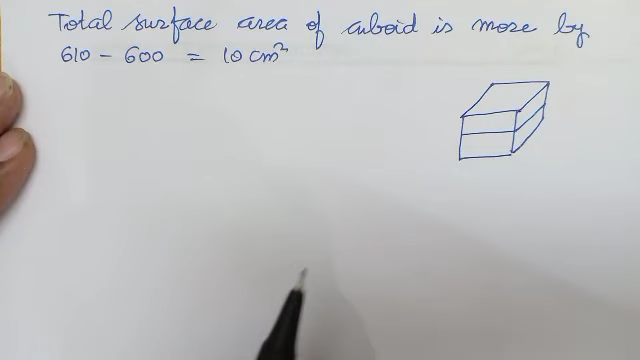 Total surface area of cuboid is more by
610 - 600 = 10 cm²